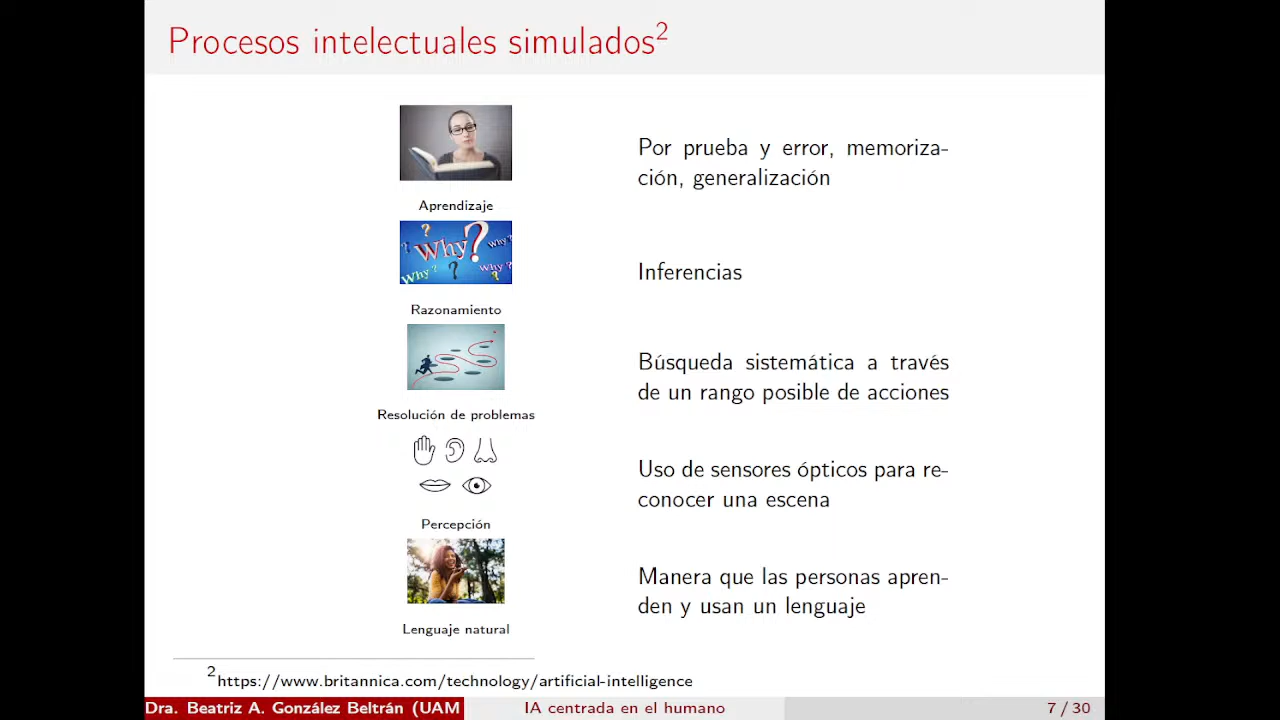 Procesos intelectuales simulados²
Por prueba y error, memoriza-
ción, generalización
Aprendizaje
Why?
Why?
Why?
Why?
Inferencias
Razonamiento
Búsqueda sistemática a través
de un rango posible de acciones
Resolución de problemas
Uso de sensores ópticos para re-
conocer una escena
Percepción
Manera que las personas apren-
den y usan un lenguaje
Lenguaje natural
²https://www.britannica.com/technology/artificial-intelligence
Dra. Beatriz A. González Beltrán (UAM IA centrada en el humano 7 / 30